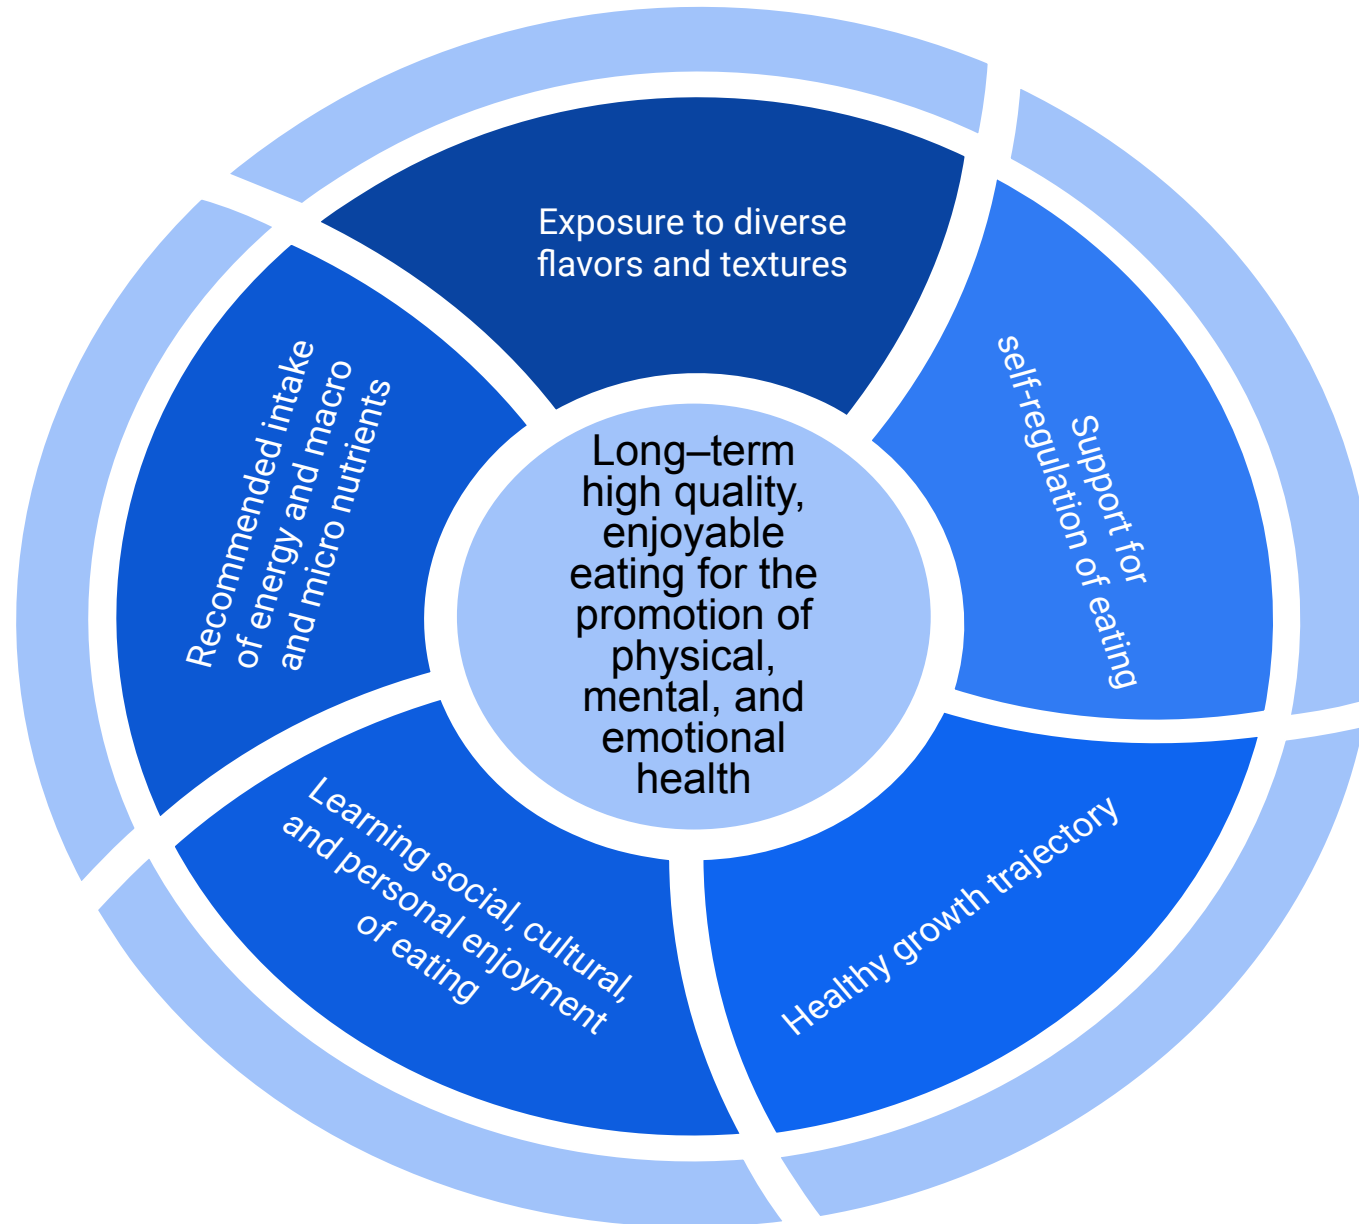 Exposure to diverse
flavors and textures
Support for
self-regulation of eating
Healthy growth trajectory
Learning social, cultural,
and personal enjoyment
of eating
Recommended intake
of energy and macro
and micro nutrients
Long–term
high quality,
enjoyable
eating for the
promotion of
physical,
mental, and
emotional
health